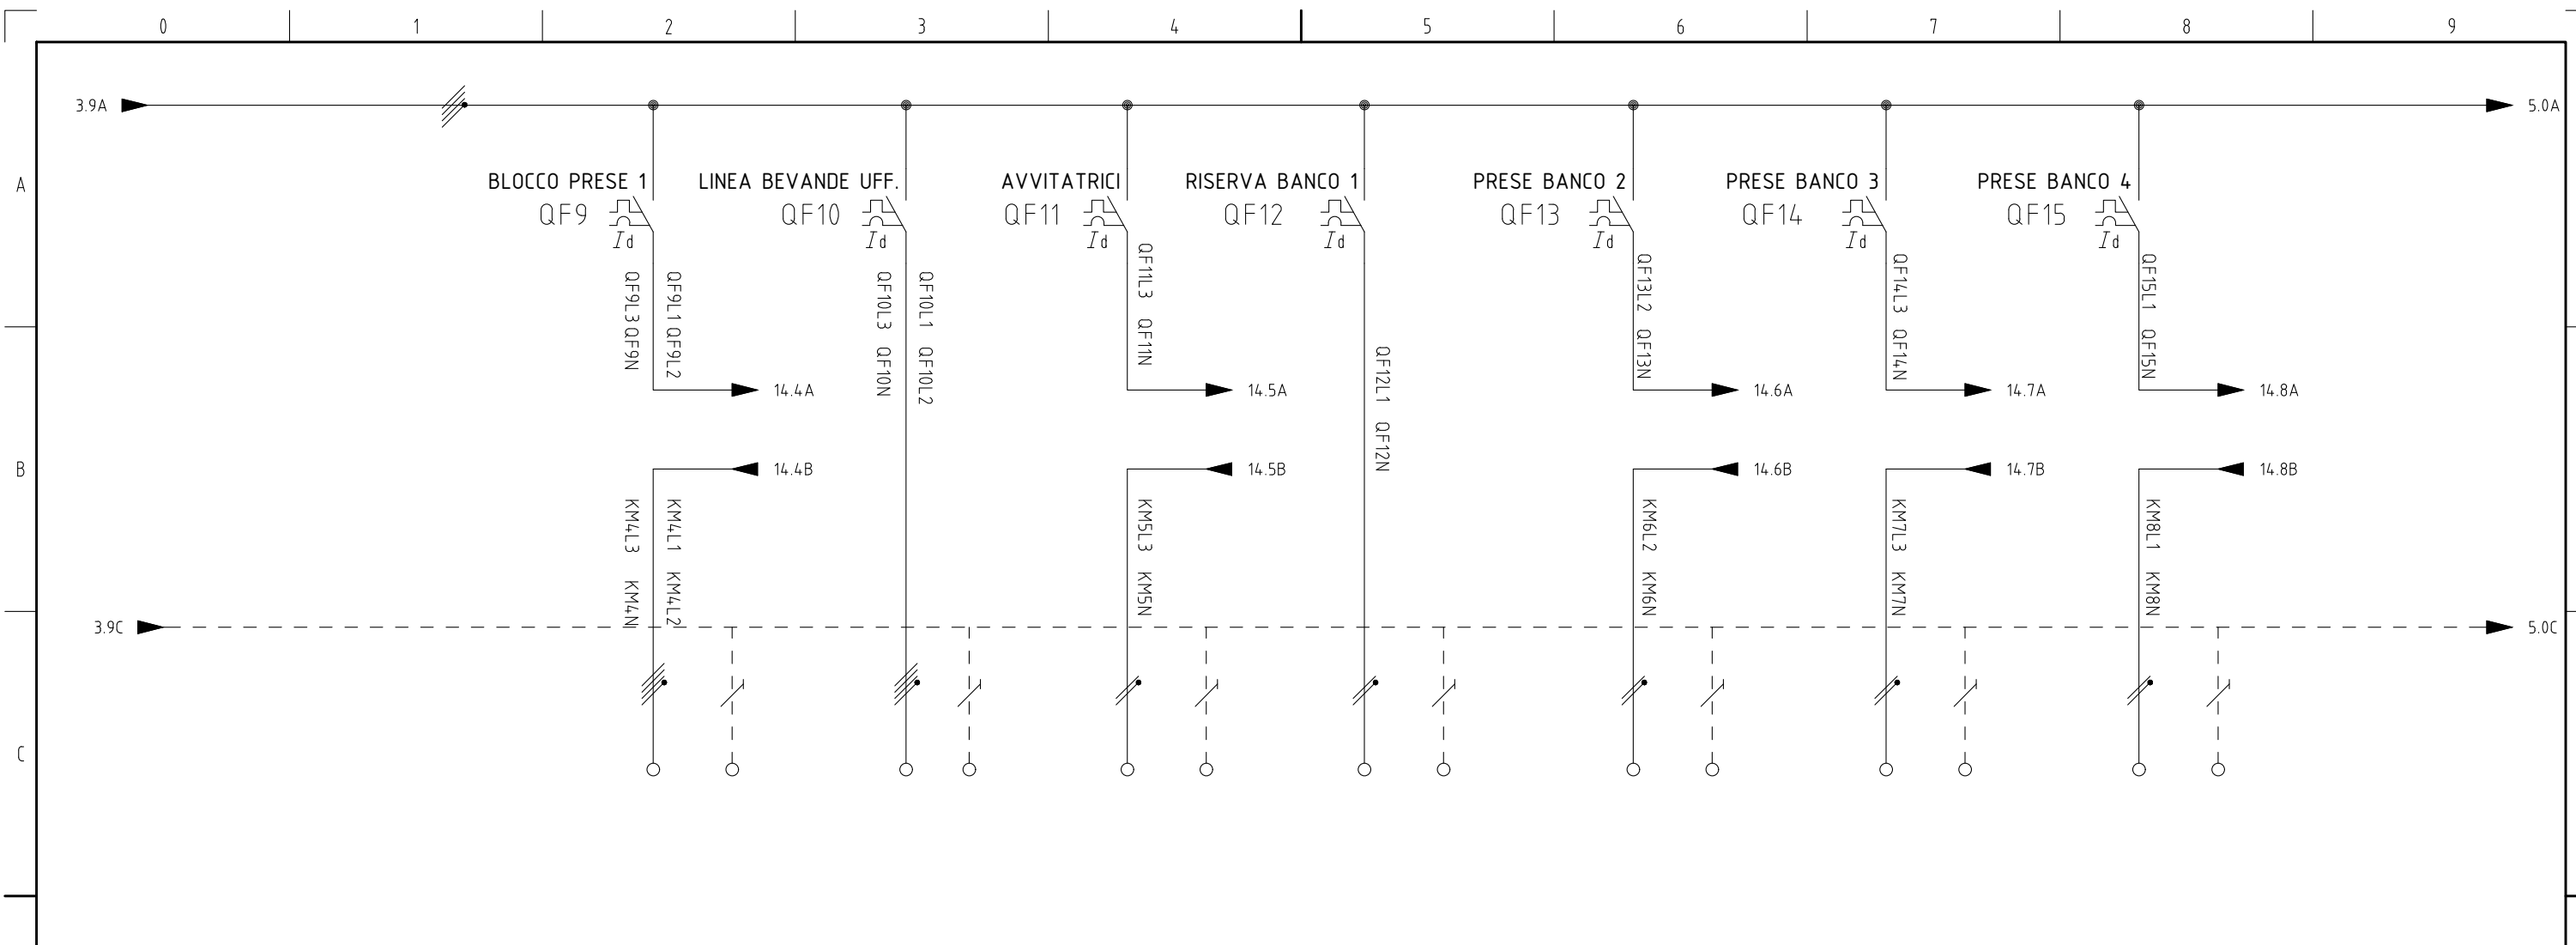 0 1 2 3 4 5 6 7 8 9
3.9A 5.0A
A
BLOCCO PRESE 1 LINEA BEVANDE UFF. AVVITATRICI RISERVA BANCO 1 PRESE BANCO 2 PRESE BANCO 3 PRESE BANCO 4
QF9 QF10 QF11 QF12 QF13 QF14 QF15
Id Id Id Id Id Id Id
QF9L3 QF9N
QF9L1 QF9L2
QF10L3 QF10N
QF10L1 QF10L2
QF11L3 QF11N
QF12L1 QF12N
QF13L2 QF13N
QF14L3 QF14N
QF15L1 QF15N
14.4A 14.5A 14.6A 14.7A 14.8A
B
14.4B 14.5B 14.6B 14.7B 14.8B
KM4L3 KM4N
KM4L1 KM4L2
KM5L3 KM5N
KM6L2 KM6N
KM7L3 KM7N
KM8L1 KM8N
3.9C 5.0C
C